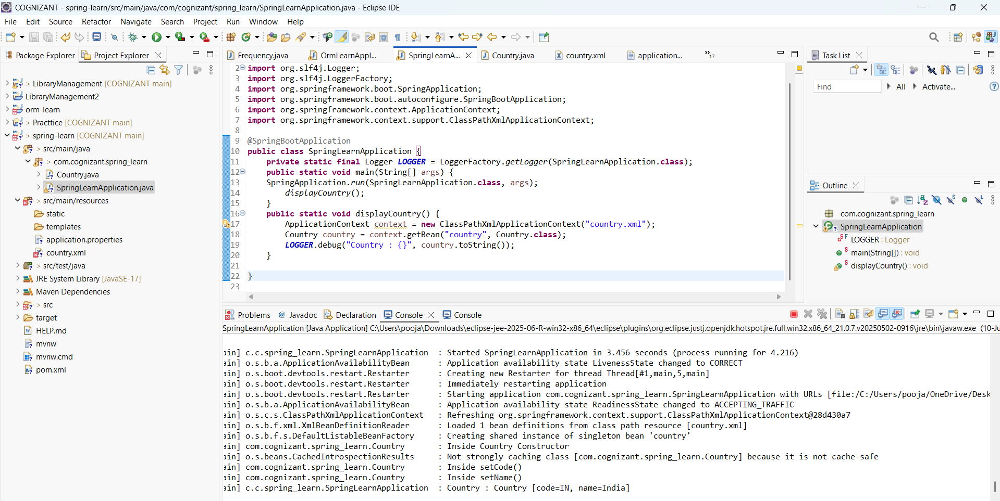 COGNIZANT - spring-learn/src/main/java/com/cognizant/spring_learn/SpringLearnApplication.java - Eclipse IDE
File Edit Source Refactor Navigate Search Project Run Window Help
Package Explorer Project Explorer
> LibraryManagement [COGNIZANT main]
LibraryManagement2
orm-learn
> Practtice [COGNIZANT main]
> spring-learn [COGNIZANT main]
> src/main/java
> com.cognizant.spring_learn
Country.java
SpringLearnApplication.java
> src/main/resources
static
templates
application.properties
country.xml
> src/test/java
JRE System Library [JavaSE-17]
Maven Dependencies
> src
target
HELP.md
mvnw
mvnw.cmd
pom.xml
Frequency.java OrmLearnAppl... SpringLearnA... Country.java country.xml application... »17
2 import org.slf4j.Logger;
3 import org.slf4j.LoggerFactory;
4 import org.springframework.boot.SpringApplication;
5 import org.springframework.boot.autoconfigure.SpringBootApplication;
6 import org.springframework.context.ApplicationContext;
7 import org.springframework.context.support.ClassPathXmlApplicationContext;
8
9 @SpringBootApplication
10 public class SpringLearnApplication {
11 private static final Logger LOGGER = LoggerFactory.getLogger(SpringLearnApplication.class);
12 public static void main(String[] args) {
13 SpringApplication.run(SpringLearnApplication.class, args);
14 displayCountry();
15 }
16 public static void displayCountry() {
17 ApplicationContext context = new ClassPathXmlApplicationContext("country.xml");
18 Country country = context.getBean("country", Country.class);
19 LOGGER.debug("Country : {}", country.toString());
20 }
21
22 }
23
Task List
Find All Activate...
Outline
com.cognizant.spring_learn
SpringLearnApplication
LOGGER : Logger
main(String[]) : void
displayCountry() : void
Problems Javadoc Declaration Console Console
SpringLearnApplication [Java Application] C:\Users\pooja\Downloads\eclipse-jee-2025-06-R-win32-x86_64\eclipse\plugins\org.eclipse.justj.openjdk.hotspot.jre.full.win32.x86_64_21.0.7.v20250502-0916\jre\bin\javaw.exe (10-Ju
ain] c.c.spring_learn.SpringLearnApplication : Started SpringLearnApplication in 3.456 seconds (process running for 4.216)
ain] o.s.b.a.ApplicationAvailabilityBean : Application availability state LivenessState changed to CORRECT
ain] o.s.boot.devtools.restart.Restarter : Creating new Restarter for thread Thread[#1,main,5,main]
ain] o.s.boot.devtools.restart.Restarter : Immediately restarting application
ain] o.s.boot.devtools.restart.Restarter : Starting application com.cognizant.spring_learn.SpringLearnApplication with URLs [file:/C:/Users/pooja/OneDrive/Desk
ain] o.s.b.a.ApplicationAvailabilityBean : Application availability state ReadinessState changed to ACCEPTING_TRAFFIC
ain] o.s.c.s.ClassPathXmlApplicationContext : Refreshing org.springframework.context.support.ClassPathXmlApplicationContext@28d430a7
ain] o.s.b.f.xml.XmlBeanDefinitionReader : Loaded 1 bean definitions from class path resource [country.xml]
ain] o.s.b.f.s.DefaultListableBeanFactory : Creating shared instance of singleton bean 'country'
ain] com.cognizant.spring_learn.Country : Inside Country Constructor
ain] o.s.beans.CachedIntrospectionResults : Not strongly caching class [com.cognizant.spring_learn.Country] because it is not cache-safe
ain] com.cognizant.spring_learn.Country : Inside setCode()
ain] com.cognizant.spring_learn.Country : Inside setName()
ain] c.c.spring_learn.SpringLearnApplication : Country : Country [code=IN, name=India]